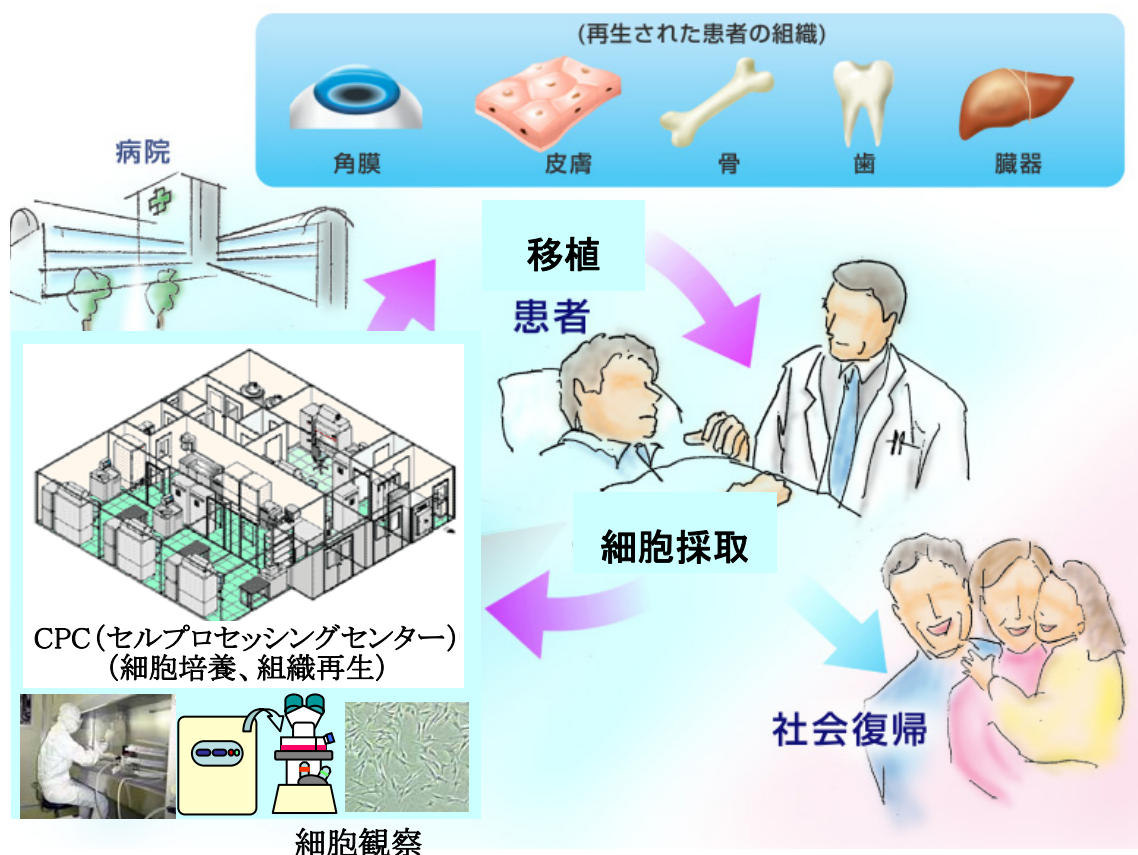 (再生された患者の組織)
角膜
皮膚
骨
歯
臓器
病院
移植
患者
細胞採取
CPC(セルプロセッシングセンター)
(細胞培養、組織再生)
社会復帰
細胞観察